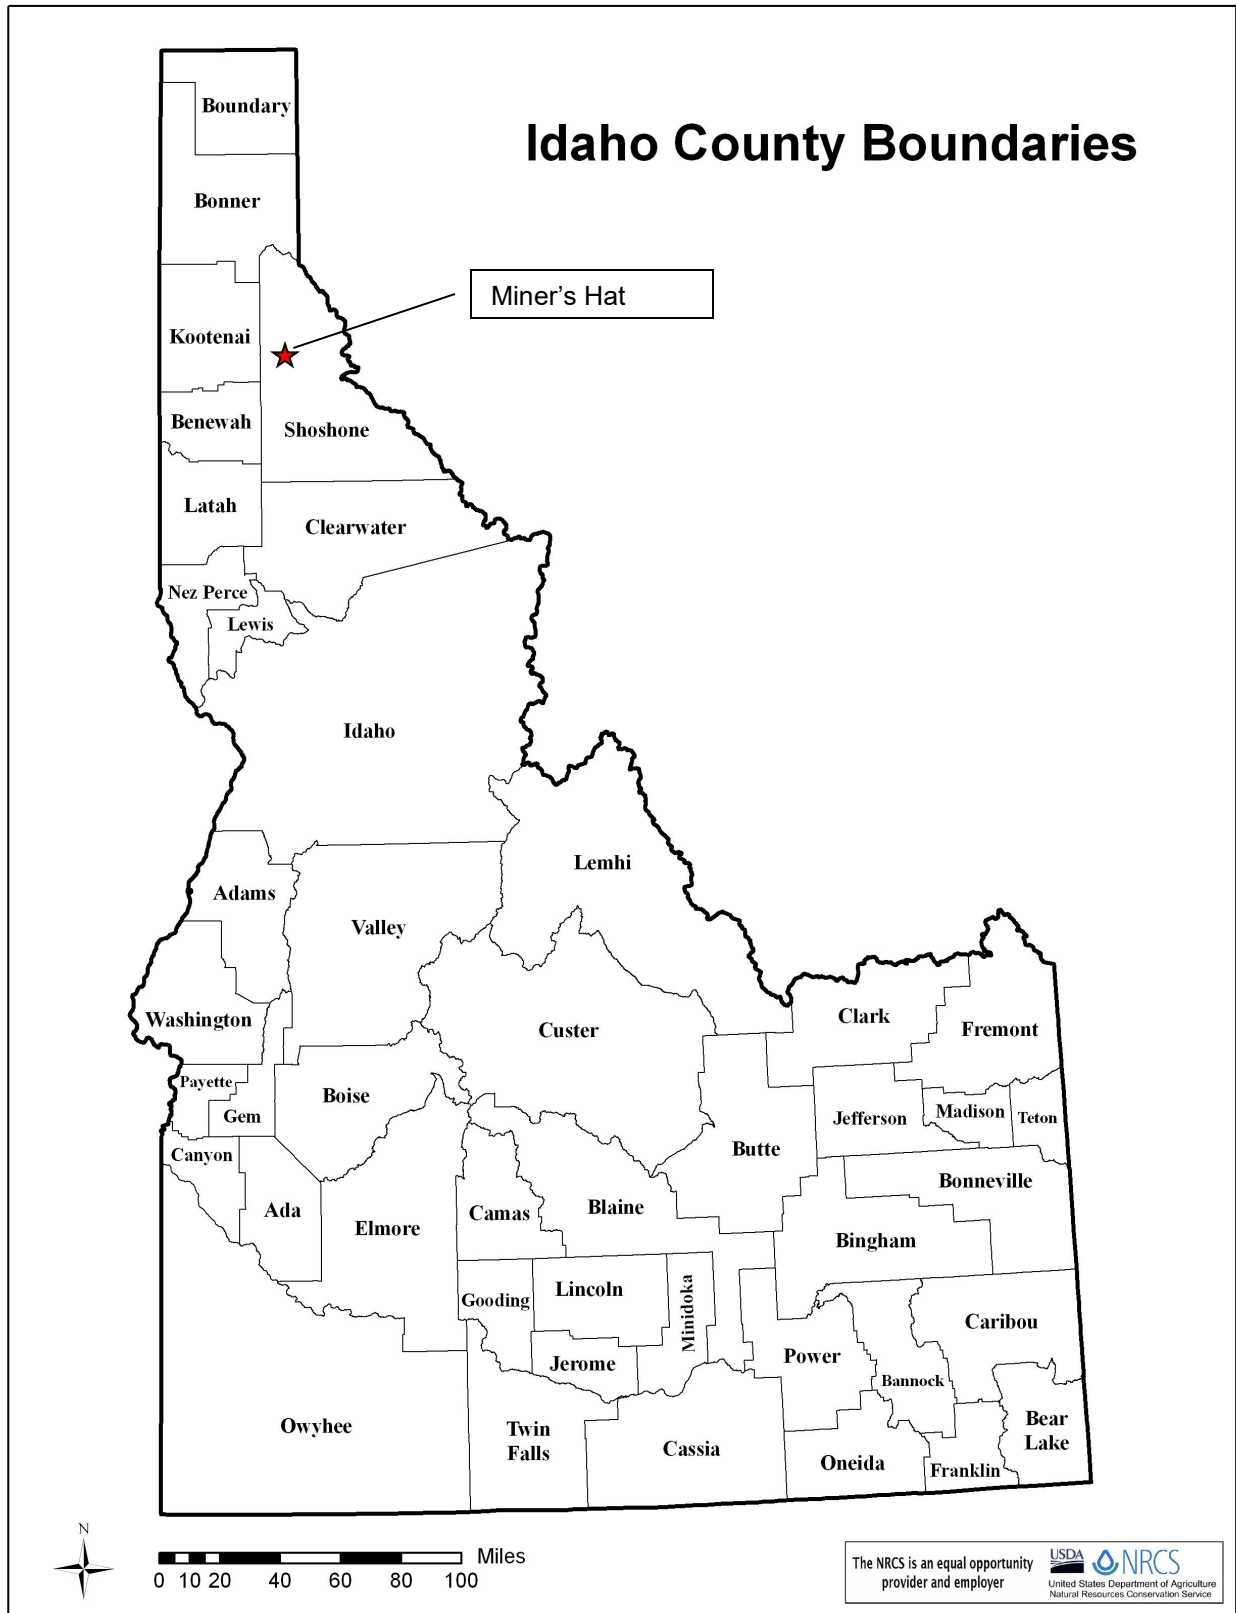 Idaho County Boundaries
Boundary
Bonner
Miner's Hat
Kootenai
Benewah
Shoshone
Latah
Clearwater
Nez Perce
Lewis
Idaho
Lemhi
Adams
Valley
Washington
Custer
Clark
Fremont
Payette
Boise
Gem
Jefferson
Madison
Teton
Canyon
Butte
Bonneville
Ada
Elmore
Camas
Blaine
Bingham
Gooding
Lincoln
Minidoka
Caribou
Jerome
Power
Bannock
Owyhee
Twin
Falls
Cassia
Oneida
Franklin
Bear
Lake
N
Miles
0 10 20 40 60 80 100
The NRCS is an equal opportunity
provider and employer
USDA
NRCS
United States Department of Agriculture
Natural Resources Conservation Service